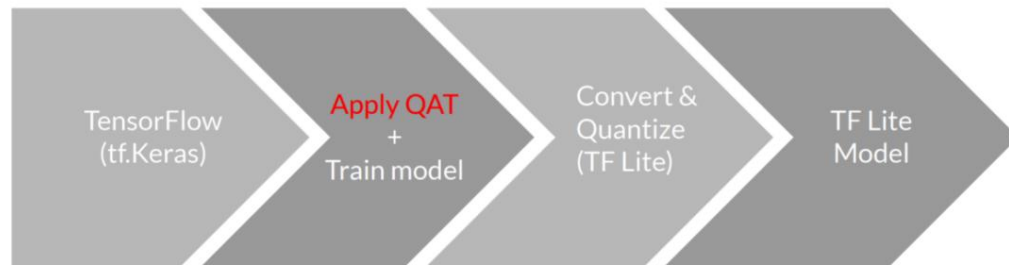 TensorFlow
(tf.Keras)
Apply QAT
+
Train model
Convert &
Quantize
(TF Lite)
TF Lite
Model